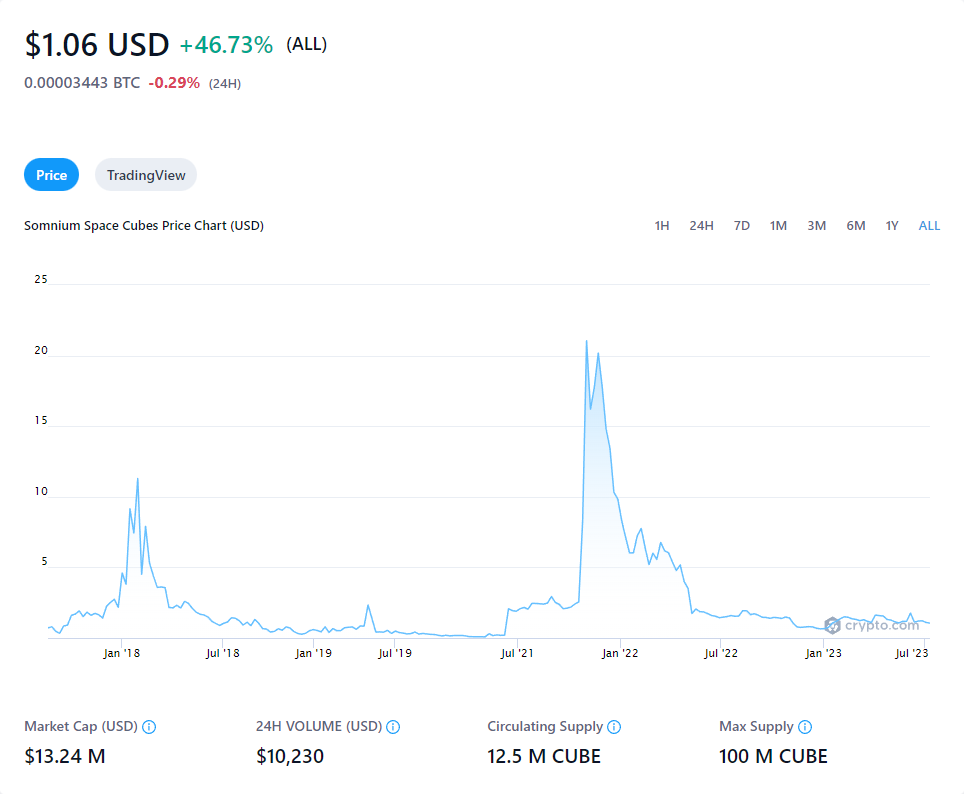 $1.06 USD +46.73% (ALL)
0.00003443 BTC -0.29% (24H)
Price TradingView
Somnium Space Cubes Price Chart (USD) 1H 24H 7D 1M 3M 6M 1Y ALL
25
20
15
10
5
crypto.com
Jan '18 Jul '18 Jan '19 Jul '19 Jul '21 Jan '22 Jul '22 Jan '23 Jul '23
Market Cap (USD) 24H VOLUME (USD) Circulating Supply Max Supply
$13.24 M $10,230 12.5 M CUBE 100 M CUBE